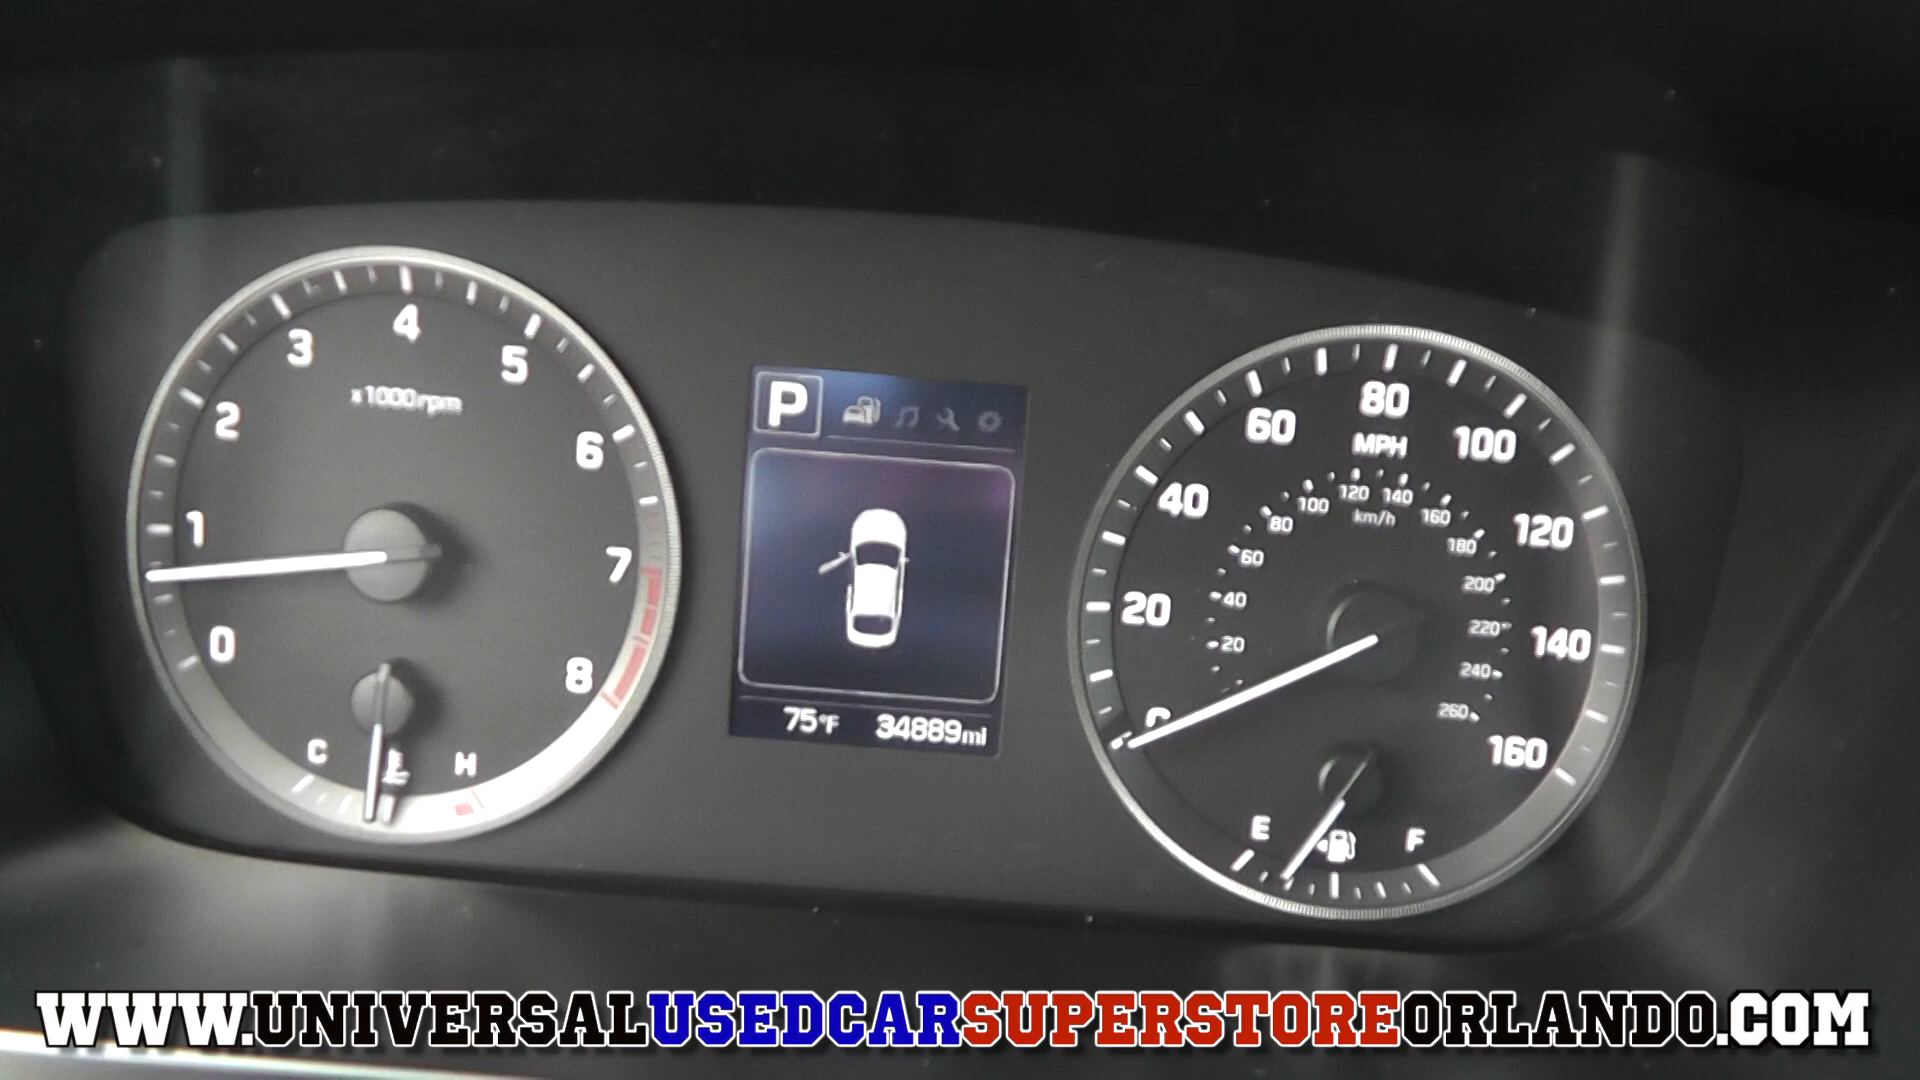 0 1 2 3 4 5 6 7 8
x1000rpm
C H
P
75°F 34889mi
20 40 60 80 100 120 140 160
MPH
20 40 60 80 100 120 140 160 180 200 220 240 260
km/h
E F
WWW.UNIVERSALUSEDCARSUPERSTOREORLANDO.COM